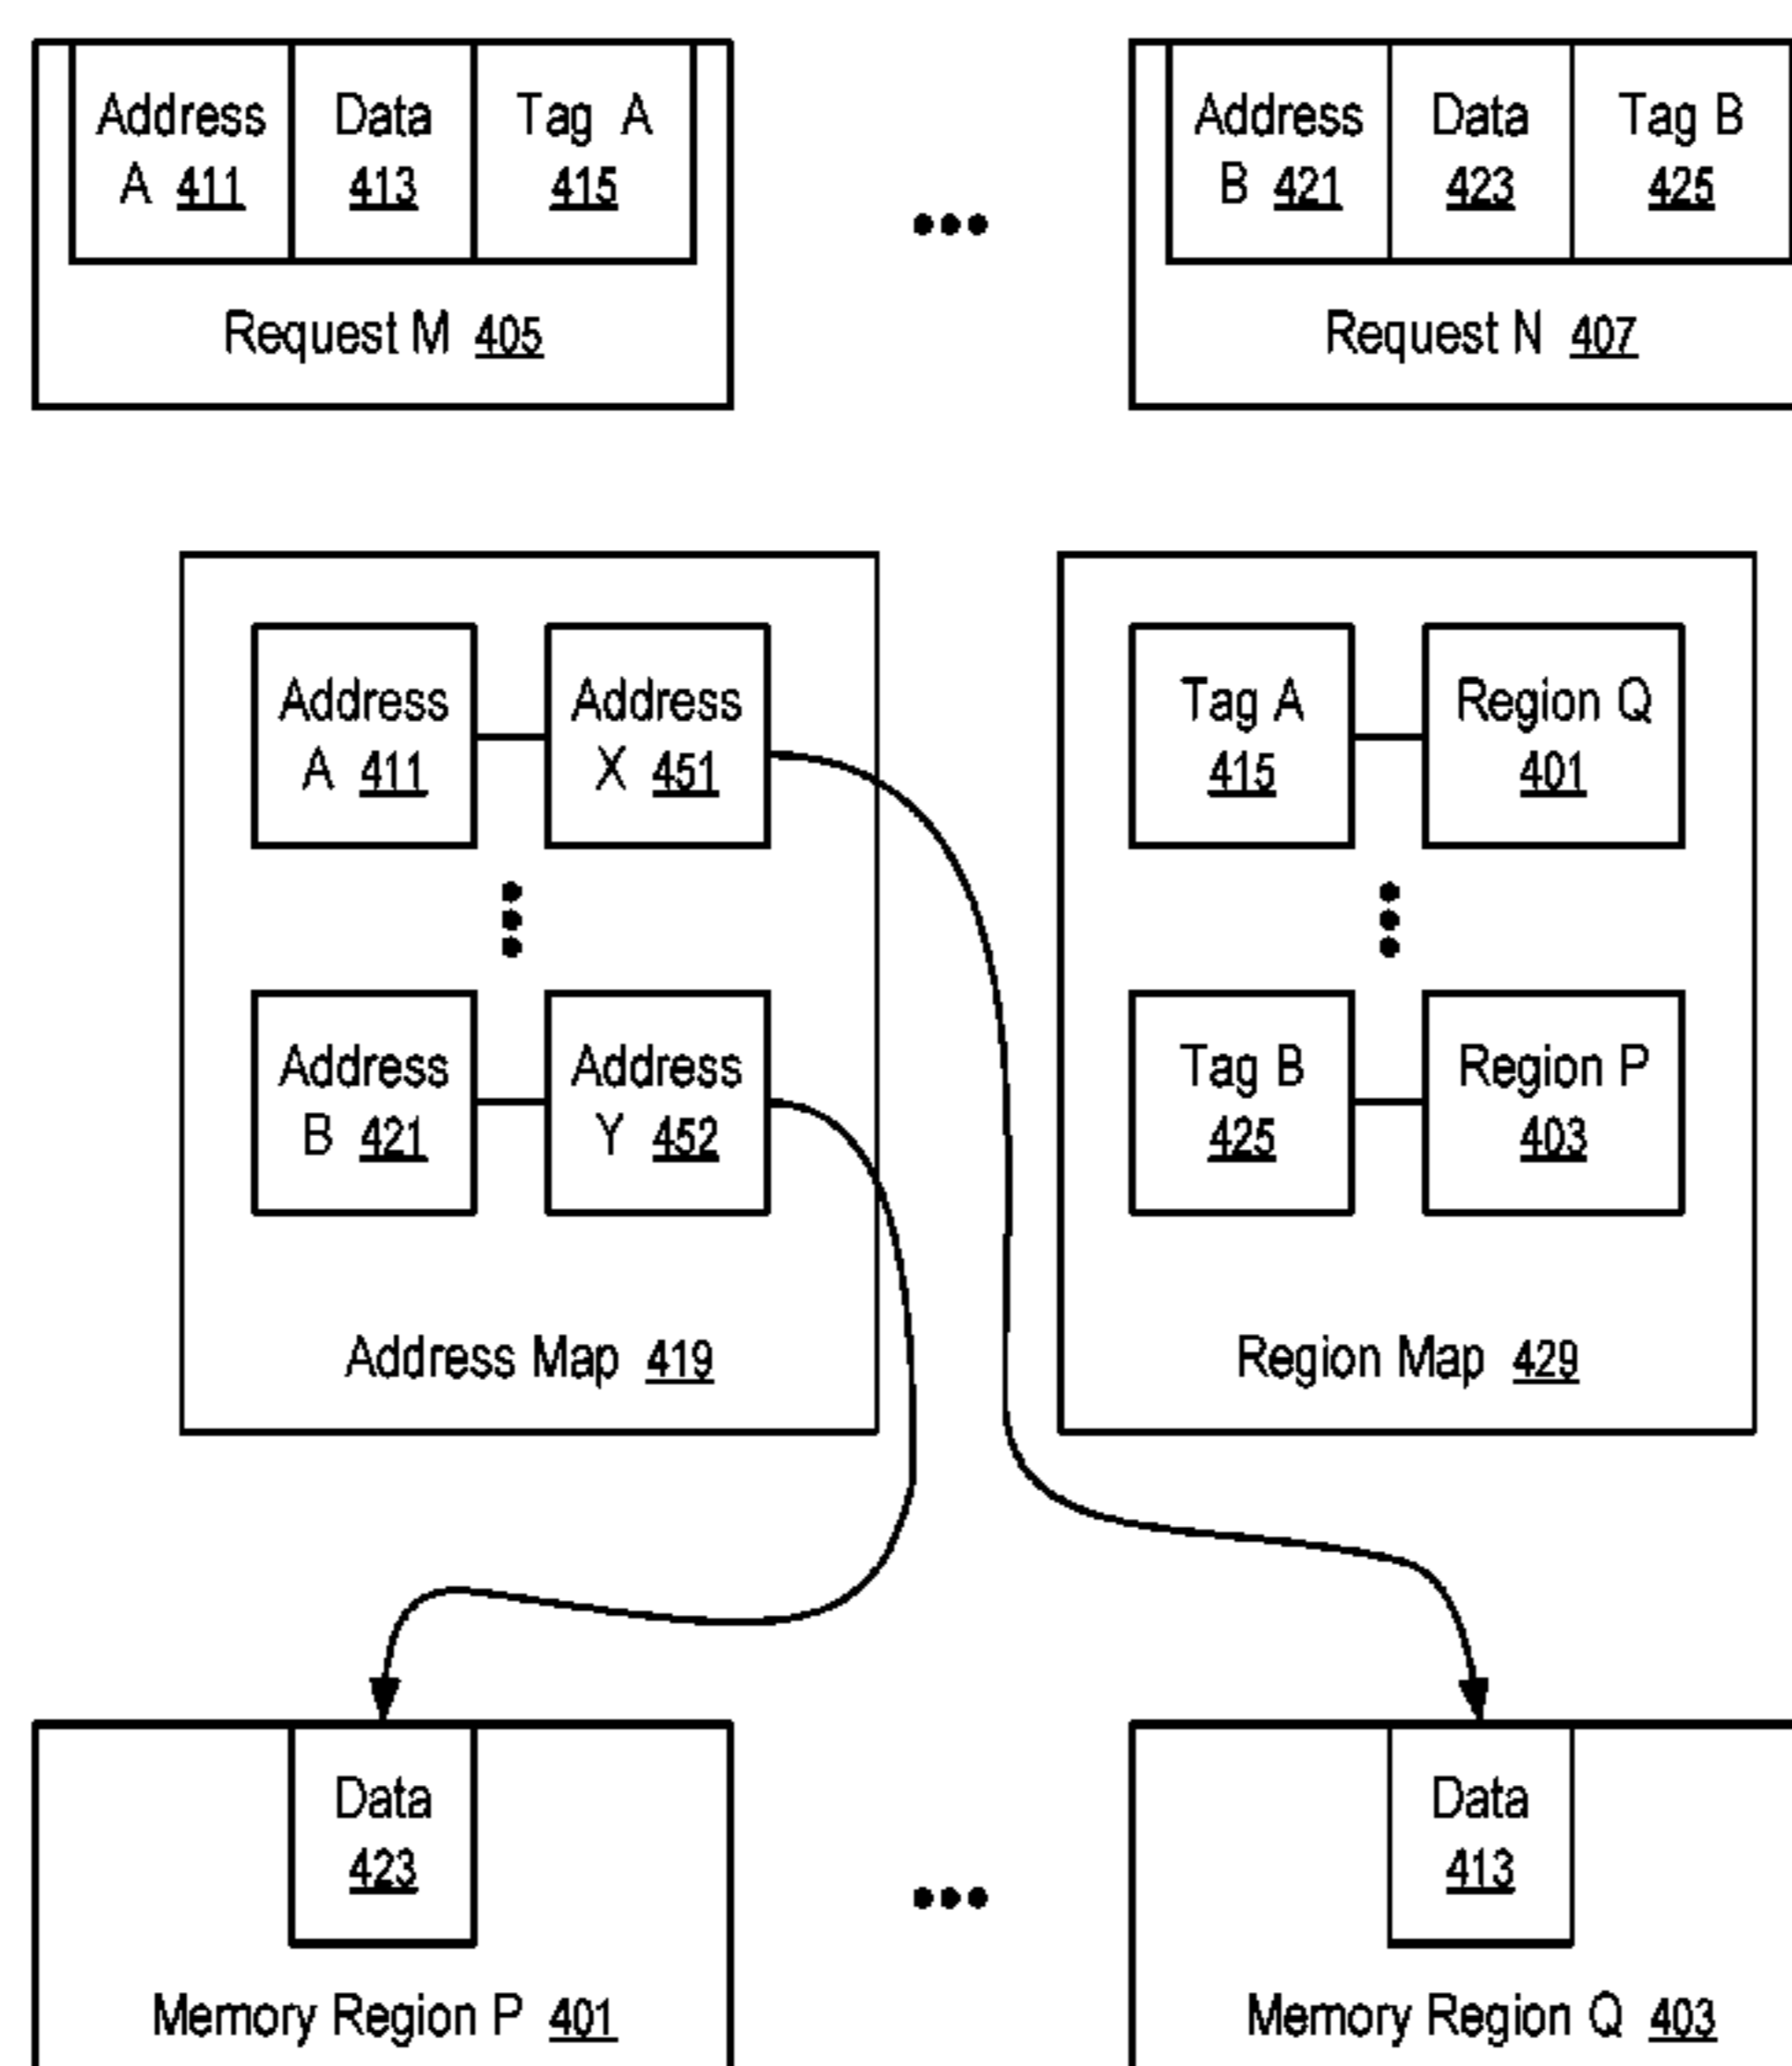 Address
A 411
Data
413
Tag A
415
Request M 405
Address
B 421
Data
423
Tag B
425
Request N 407
Address
A 411
Address
X 451
Address
B 421
Address
Y 452
Address Map 419
Tag A
415
Region Q
401
Tag B
425
Region P
403
Region Map 429
Data
423
Memory Region P 401
Data
413
Memory Region Q 403